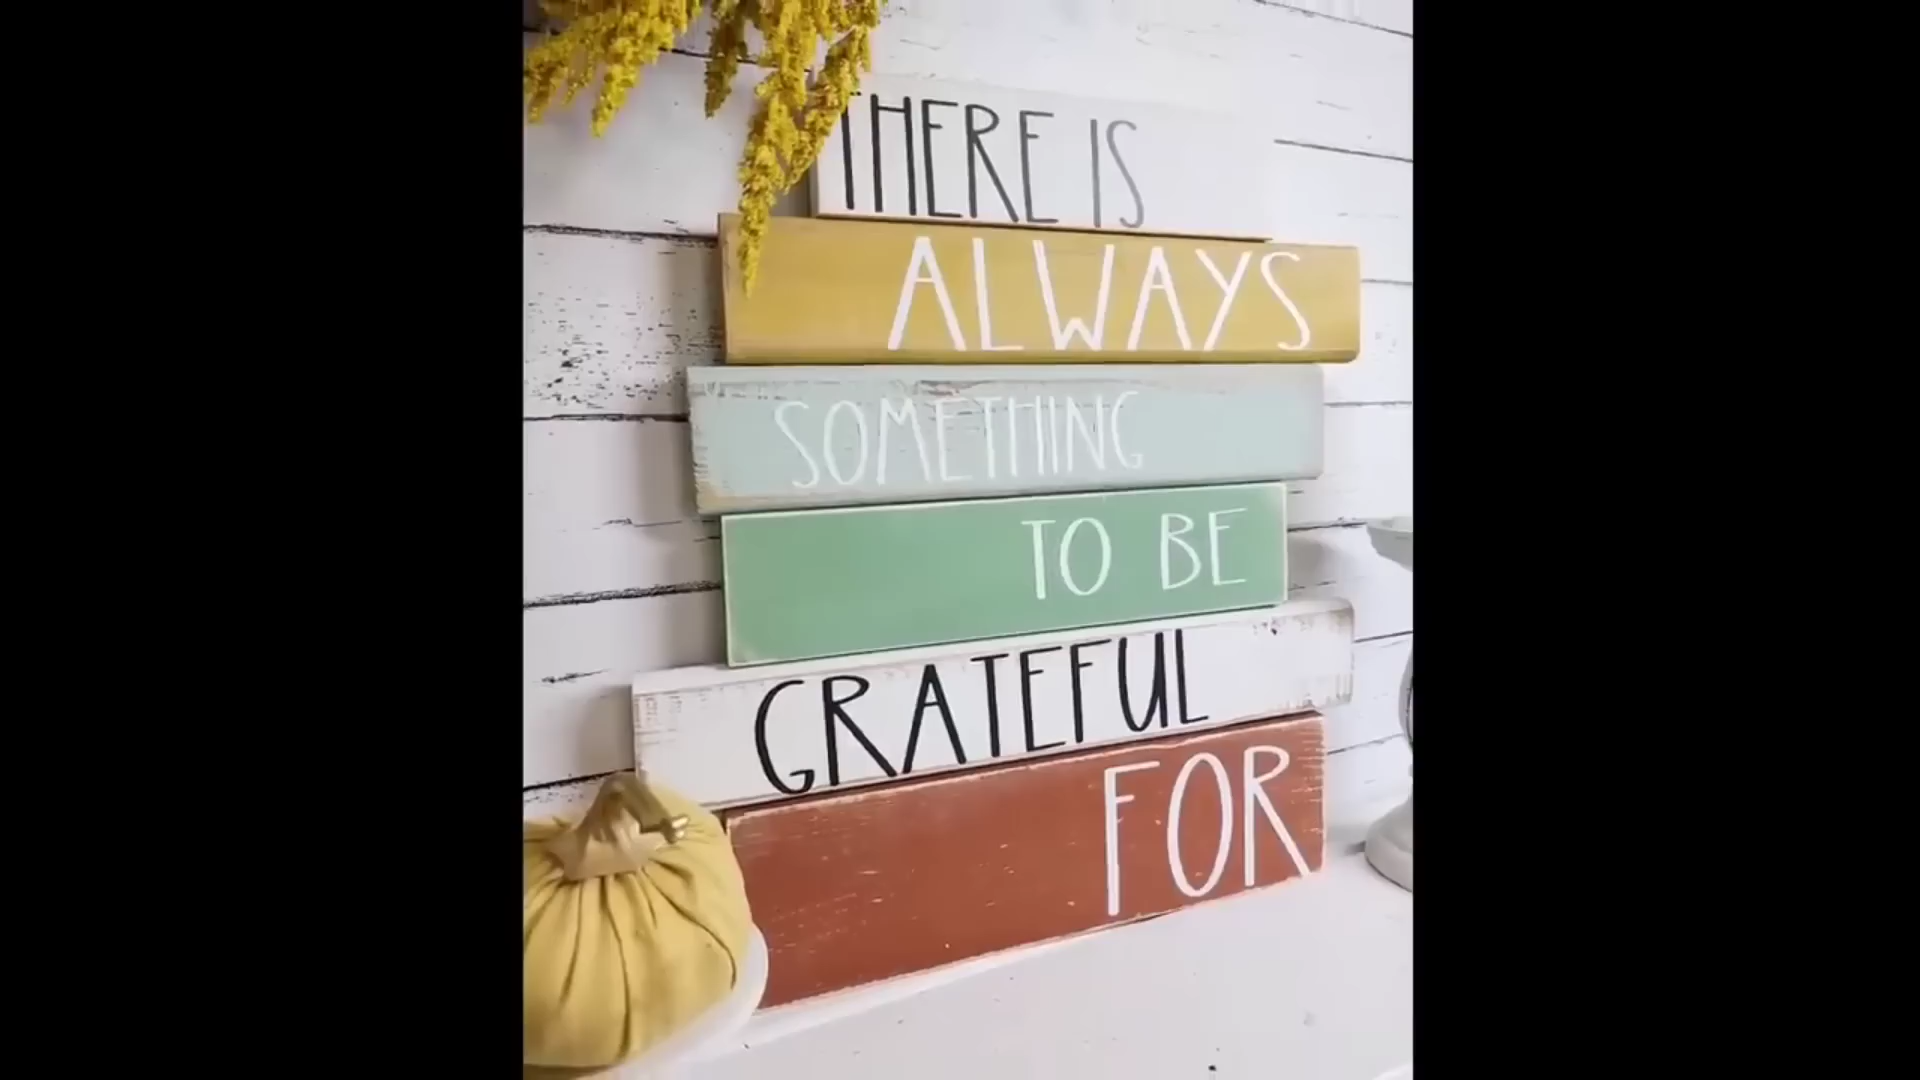 THERE IS
ALWAYS
SOMETHING
TO BE
GRATEFUL
FOR